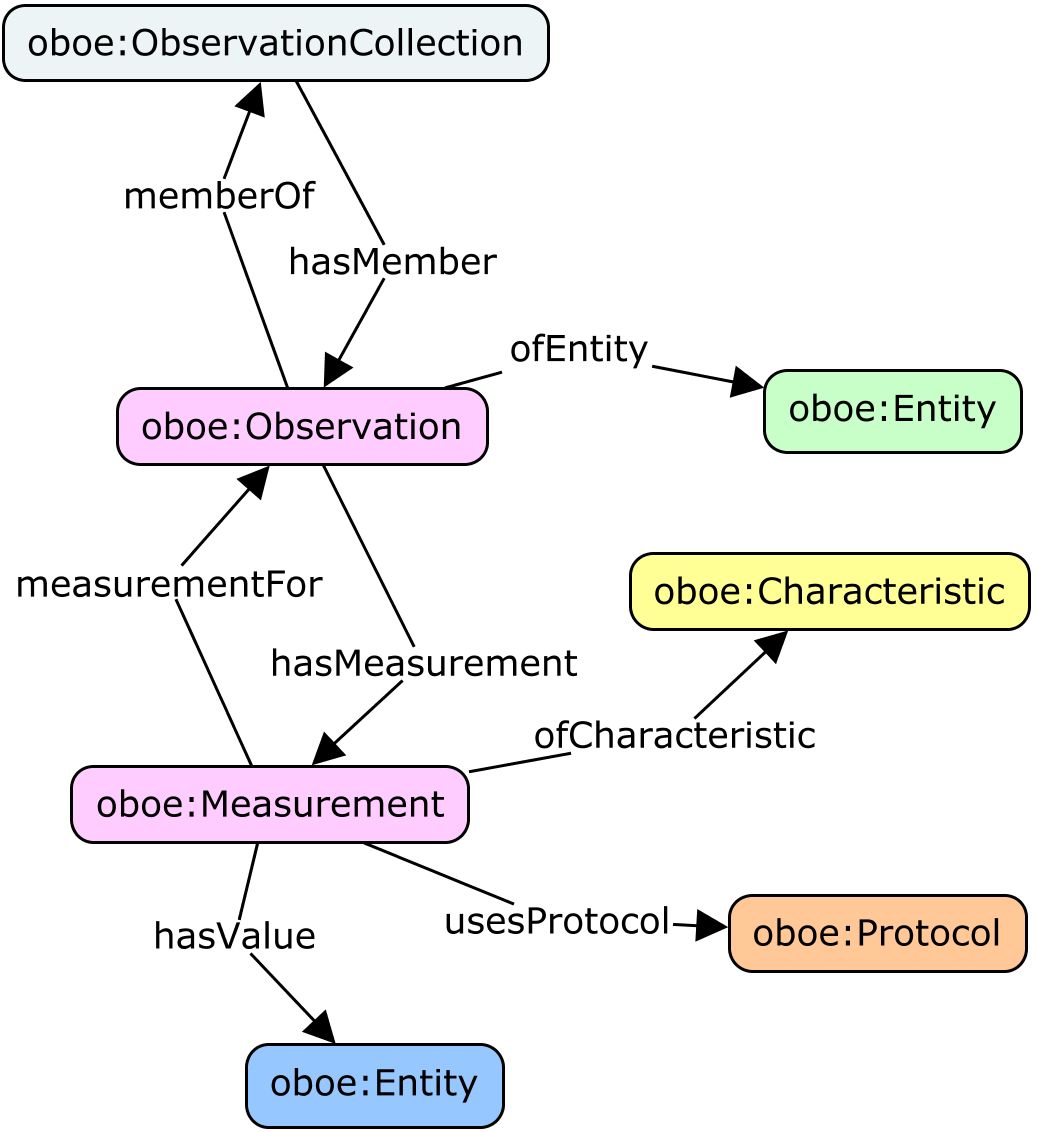 oboe:ObservationCollection
memberOf
hasMember
ofEntity
oboe:Entity
oboe:Observation
measurementFor
oboe:Characteristic
hasMeasurement
ofCharacteristic
oboe:Measurement
hasValue
usesProtocol
oboe:Protocol
oboe:Entity